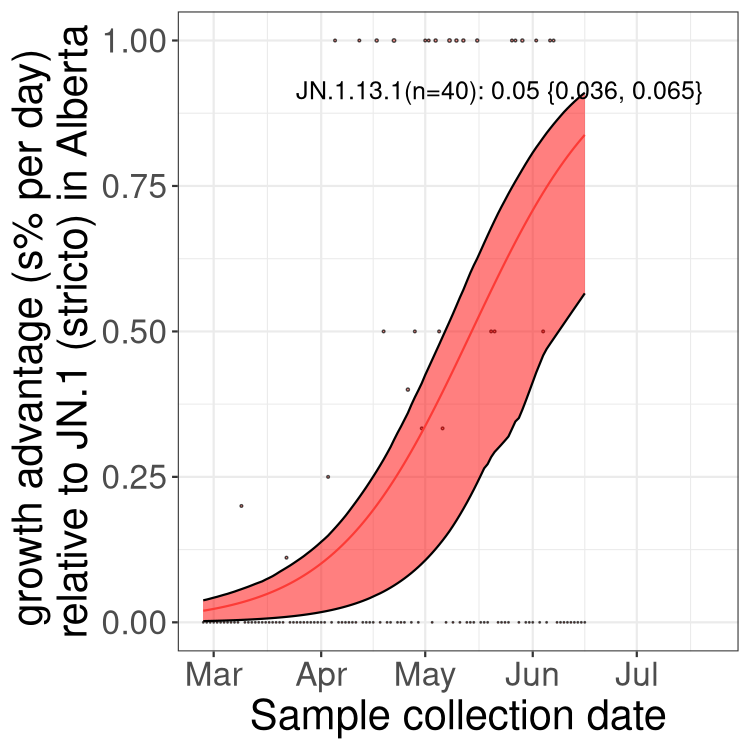 growth advantage (s% per day)
relative to JN.1 (stricto) in Alberta
1.00
0.75
0.50
0.25
0.00
JN.1.13.1(n=40): 0.05 {0.036, 0.065}
Mar Apr May Jun Jul
Sample collection date